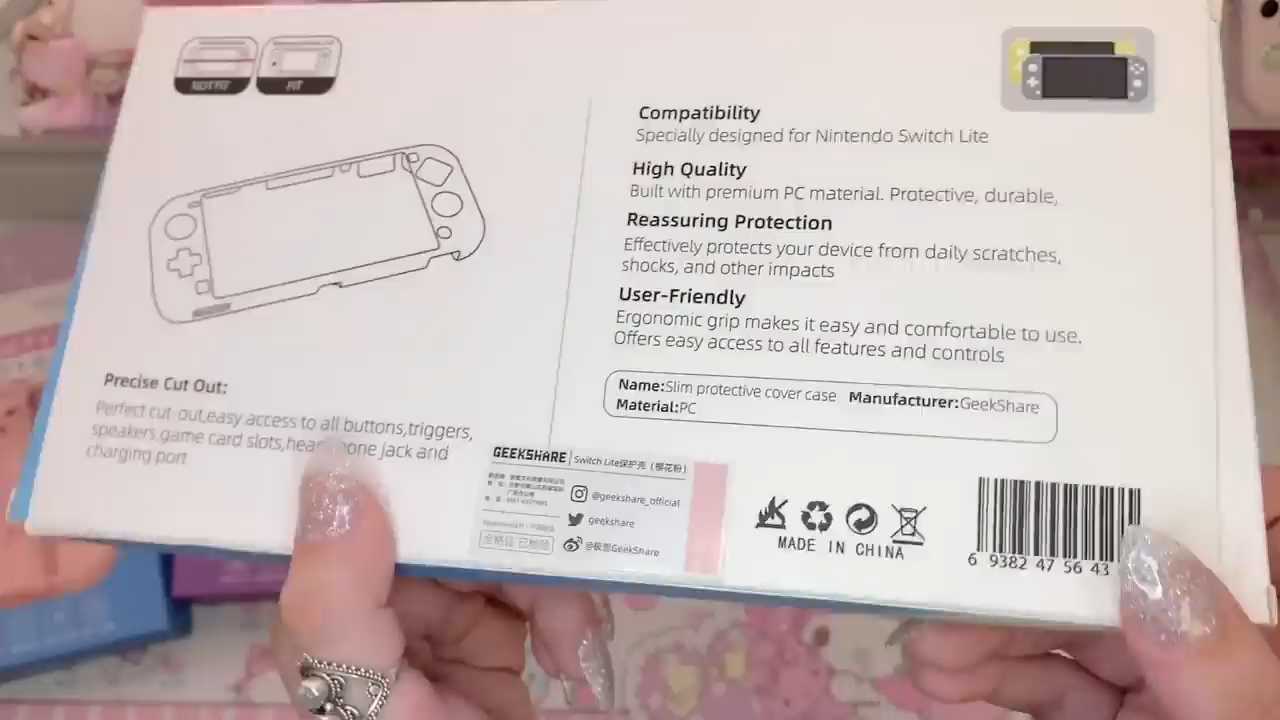 NOT FIT
FIT
Compatibility
Specially designed for Nintendo Switch Lite
High Quality
Built with premium PC material. Protective, durable,
Reassuring Protection
Effectively protects your device from daily scratches,
shocks, and other impacts
User-Friendly
Ergonomic grip makes it easy and comfortable to use.
Offers easy access to all features and controls
Name:Slim protective cover case Manufacturer:GeekShare
Material:PC
Precise Cut Out:
Perfect cut-out,easy access to all buttons,triggers,
speakers,game card slots, jack and
charging port
GEEKSHARE | Switch Lite保护壳（樱花粉）
@geekshare_official
geekshare
@极想GeekShare
MADE IN CHINA
6 9382 47 56 43